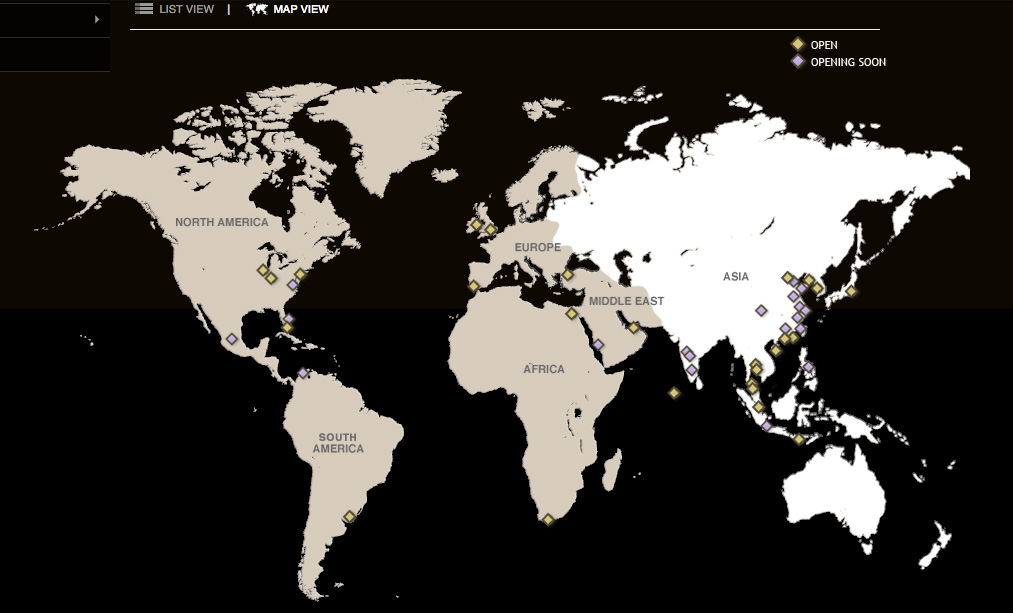 LIST VIEW | MAP VIEW
OPEN
OPENING SOON
NORTH AMERICA
EUROPE
ASIA
MIDDLE EAST
AFRICA
SOUTH
AMERICA